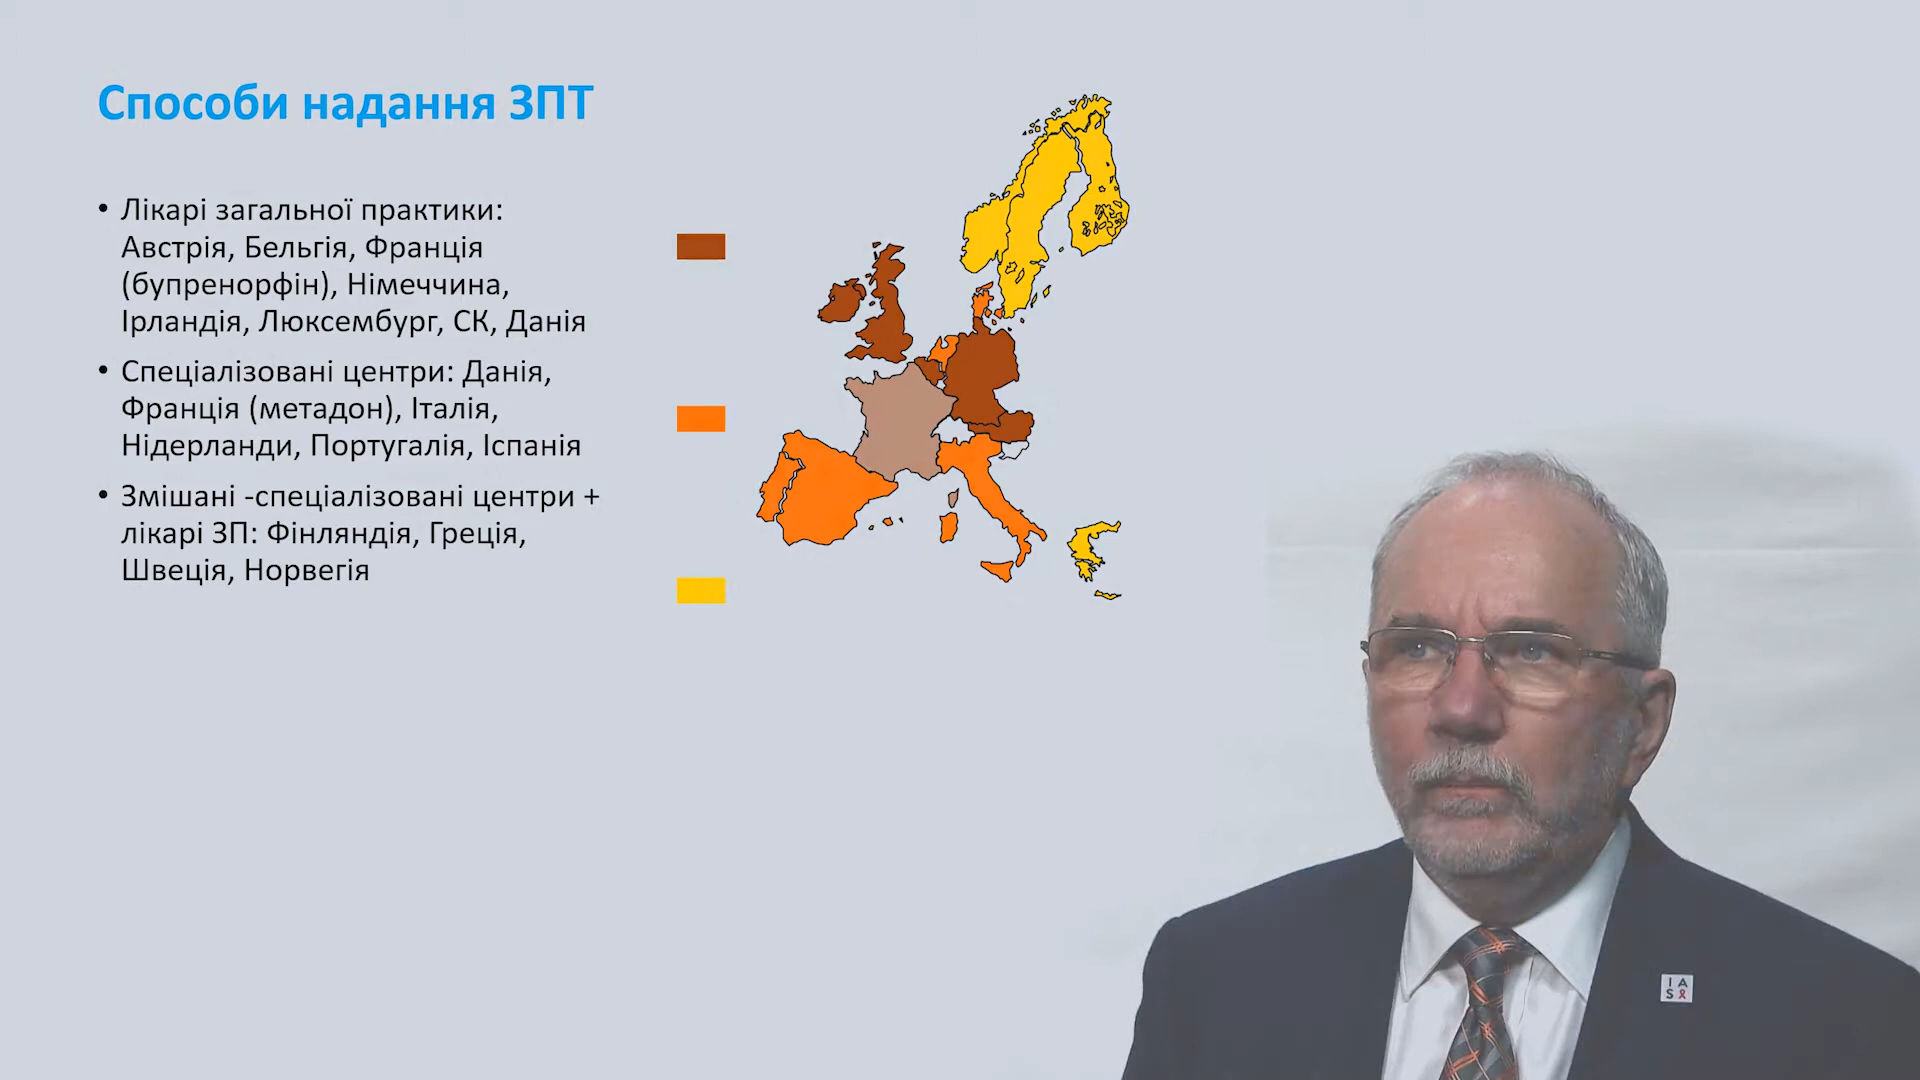 Способи надання ЗПТ
• Лікарі загальної практики:
Австрія, Бельгія, Франція
(бупренорфін), Німеччина,
Ірландія, Люксембург, СК, Данія
• Спеціалізовані центри: Данія,
Франція (метадон), Італія,
Нідерланди, Португалія, Іспанія
• Змішані -спеціалізовані центри +
лікарі ЗП: Фінляндія, Греція,
Швеція, Норвегія
I A
S